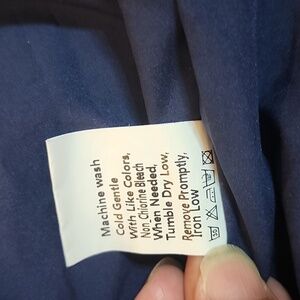 Machine wash
Cold Gentle
With Like Colors,
Non Chlorine Bleach
When Needed,
Tumble Dry Low,
Remove Promptly,
Iron Low